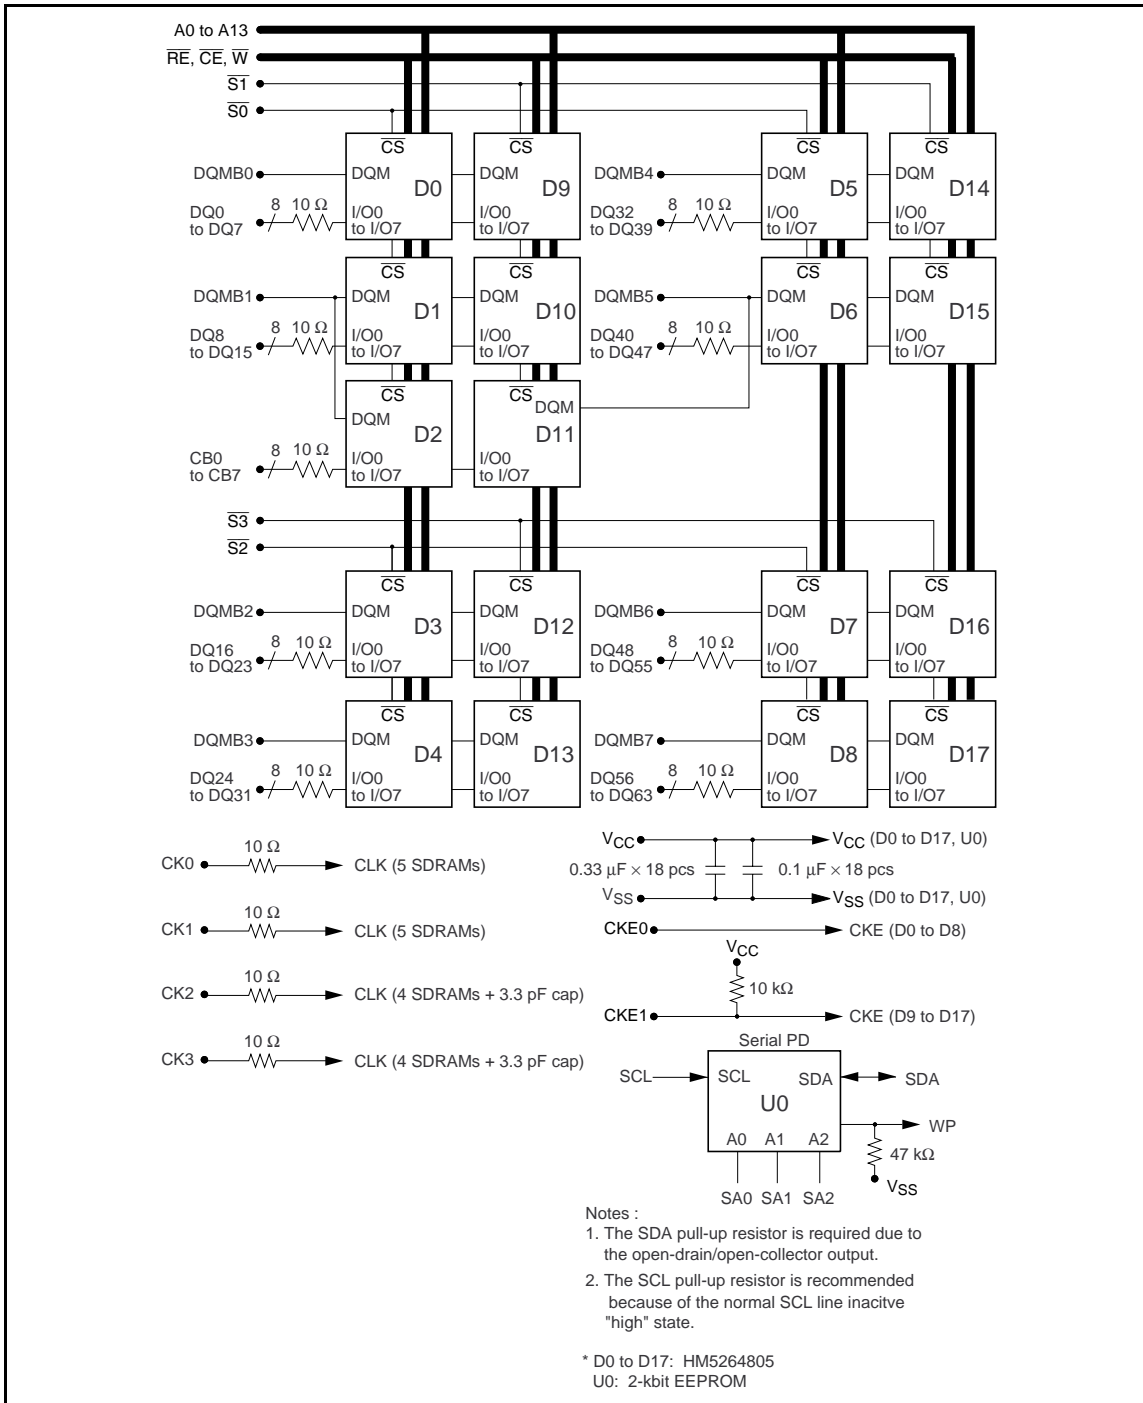 A0 to A13
RE, CE, W
S1
S0
CS CS CS CS
DQMB0 DQM D0 DQM D9 DQMB4 DQM D5 DQM D14
DQ0 to DQ7 8 10 Ω I/O0 to I/O7 I/O0 to I/O7 DQ32 to DQ39 8 10 Ω I/O0 to I/O7 I/O0 to I/O7
CS CS CS CS
DQMB1 DQM D1 DQM D10 DQMB5 DQM D6 DQM D15
DQ8 to DQ15 8 10 Ω I/O0 to I/O7 I/O0 to I/O7 DQ40 to DQ47 8 10 Ω I/O0 to I/O7 I/O0 to I/O7
CS CS
DQM D2 DQM D11
CB0 to CB7 8 10 Ω I/O0 to I/O7 I/O0 to I/O7
S3
S2
CS CS CS CS
DQMB2 DQM D3 DQM D12 DQMB6 DQM D7 DQM D16
DQ16 to DQ23 8 10 Ω I/O0 to I/O7 I/O0 to I/O7 DQ48 to DQ55 8 10 Ω I/O0 to I/O7 I/O0 to I/O7
CS CS CS CS
DQMB3 DQM D4 DQM D13 DQMB7 DQM D8 DQM D17
DQ24 to DQ31 8 10 Ω I/O0 to I/O7 I/O0 to I/O7 DQ56 to DQ63 8 10 Ω I/O0 to I/O7 I/O0 to I/O7
CK0 10 Ω CLK (5 SDRAMs)
CK1 10 Ω CLK (5 SDRAMs)
CK2 10 Ω CLK (4 SDRAMs + 3.3 pF cap)
CK3 10 Ω CLK (4 SDRAMs + 3.3 pF cap)
VCC VCC (D0 to D17, U0)
0.33 µF × 18 pcs 0.1 µF × 18 pcs
VSS VSS (D0 to D17, U0)
CKE0 CKE (D0 to D8)
VCC
10 kΩ
CKE1 CKE (D9 to D17)
Serial PD
SCL SCL SDA SDA
U0
A0 A1 A2 WP
47 kΩ
VSS
SA0 SA1 SA2
Notes :
1. The SDA pull-up resistor is required due to
the open-drain/open-collector output.
2. The SCL pull-up resistor is recommended
because of the normal SCL line inacitve
"high" state.
* D0 to D17: HM5264805
U0: 2-kbit EEPROM